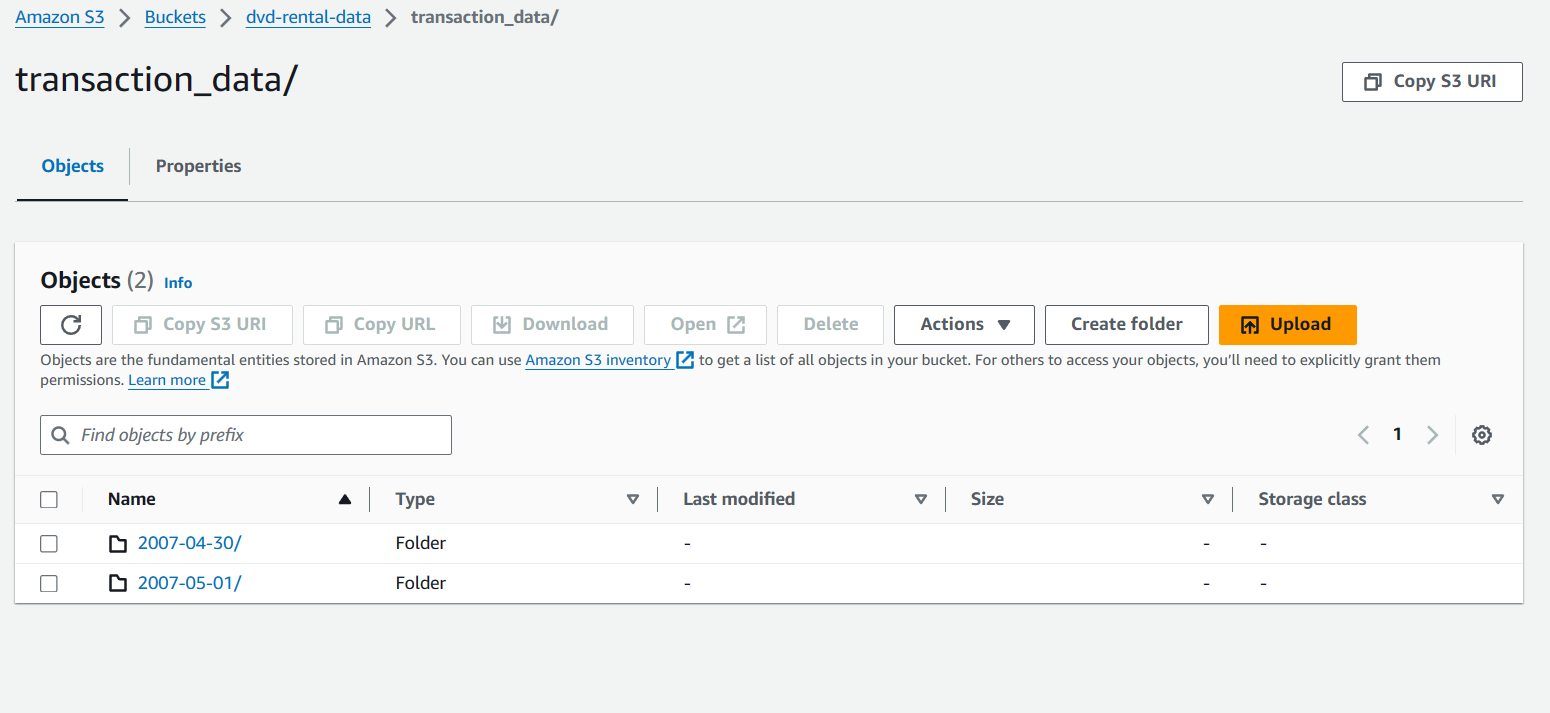 Amazon S3 > Buckets > dvd-rental-data > transaction_data/
transaction_data/
Copy S3 URI
Objects Properties
Objects (2) Info
Copy S3 URI Copy URL Download Open Delete Actions Create folder Upload
Objects are the fundamental entities stored in Amazon S3. You can use Amazon S3 inventory to get a list of all objects in your bucket. For others to access your objects, you’ll need to explicitly grant them
permissions. Learn more
Find objects by prefix
1
Name Type Last modified Size Storage class
2007-04-30/ Folder - - -
2007-05-01/ Folder - - -